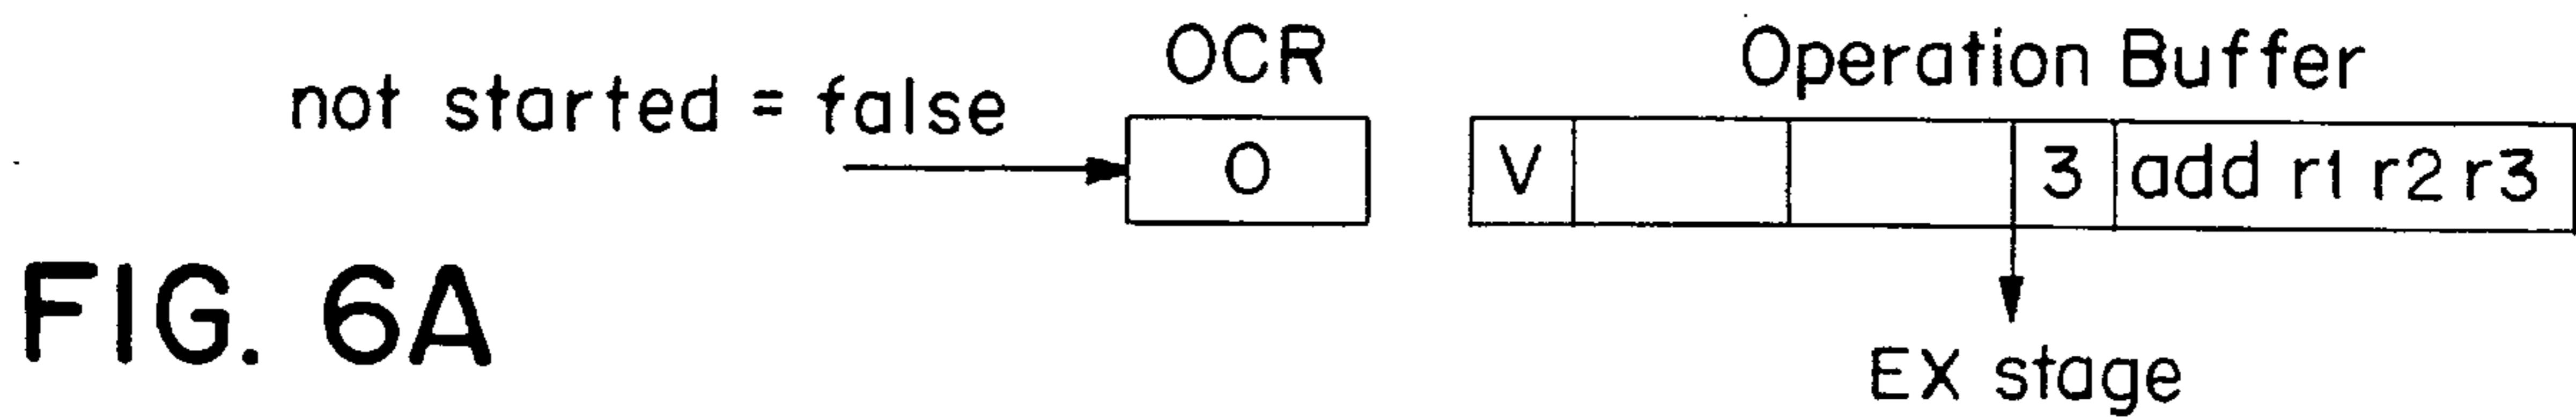 OCR
Operation Buffer
not started = false
0
V
3
add r1 r2 r3
FIG. 6A
EX stage